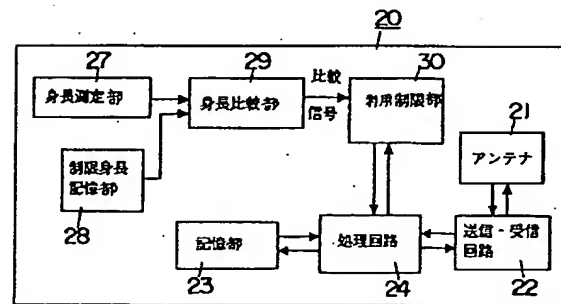 20
27
29
30
身長測定部
身長比較部
比較
信号
利用制限部
21
アンテナ
制限身長
記憶部
28
記憶部
23
処理回路
24
送信・受信
回路
22